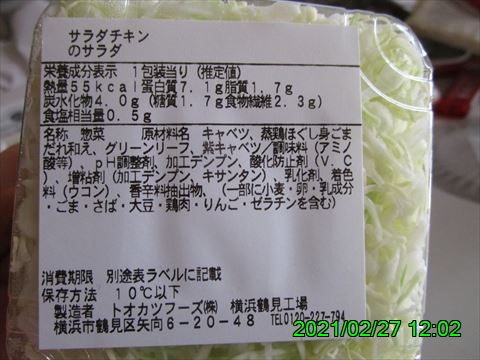 サラダチキン
のサラダ
栄養成分表示 1包装当り (推定値)
熱量55kcal蛋白質7.1g脂質1.7g
炭水化物4.0g(糖質1.7g食物繊維2.3g)
食塩相当量0.5g
名称 惣菜 原材料名 キャベツ、蒸鶏ほぐし身ごま
だれ和え、グリーンリーフ、紫キャベツ/調味料(アミノ
酸等)、pH調整剤、加工デンプン、酸化防止剤(V.C
)、増粘剤(加工デンプン、キサンタン)、乳化剤、着色
料(ウコン)、香辛料抽出物、(一部に小麦・卵・乳成分
・ごま・さば・大豆・鶏肉・りんご・ゼラチンを含む)
消費期限 別途表ラベルに記載
保存方法 10℃以下
製造者 トオカツフーズ(株) 横浜鶴見工場
横浜市鶴見区矢向6-20-48 TEL0120-227-794
2021/02/27 12:02